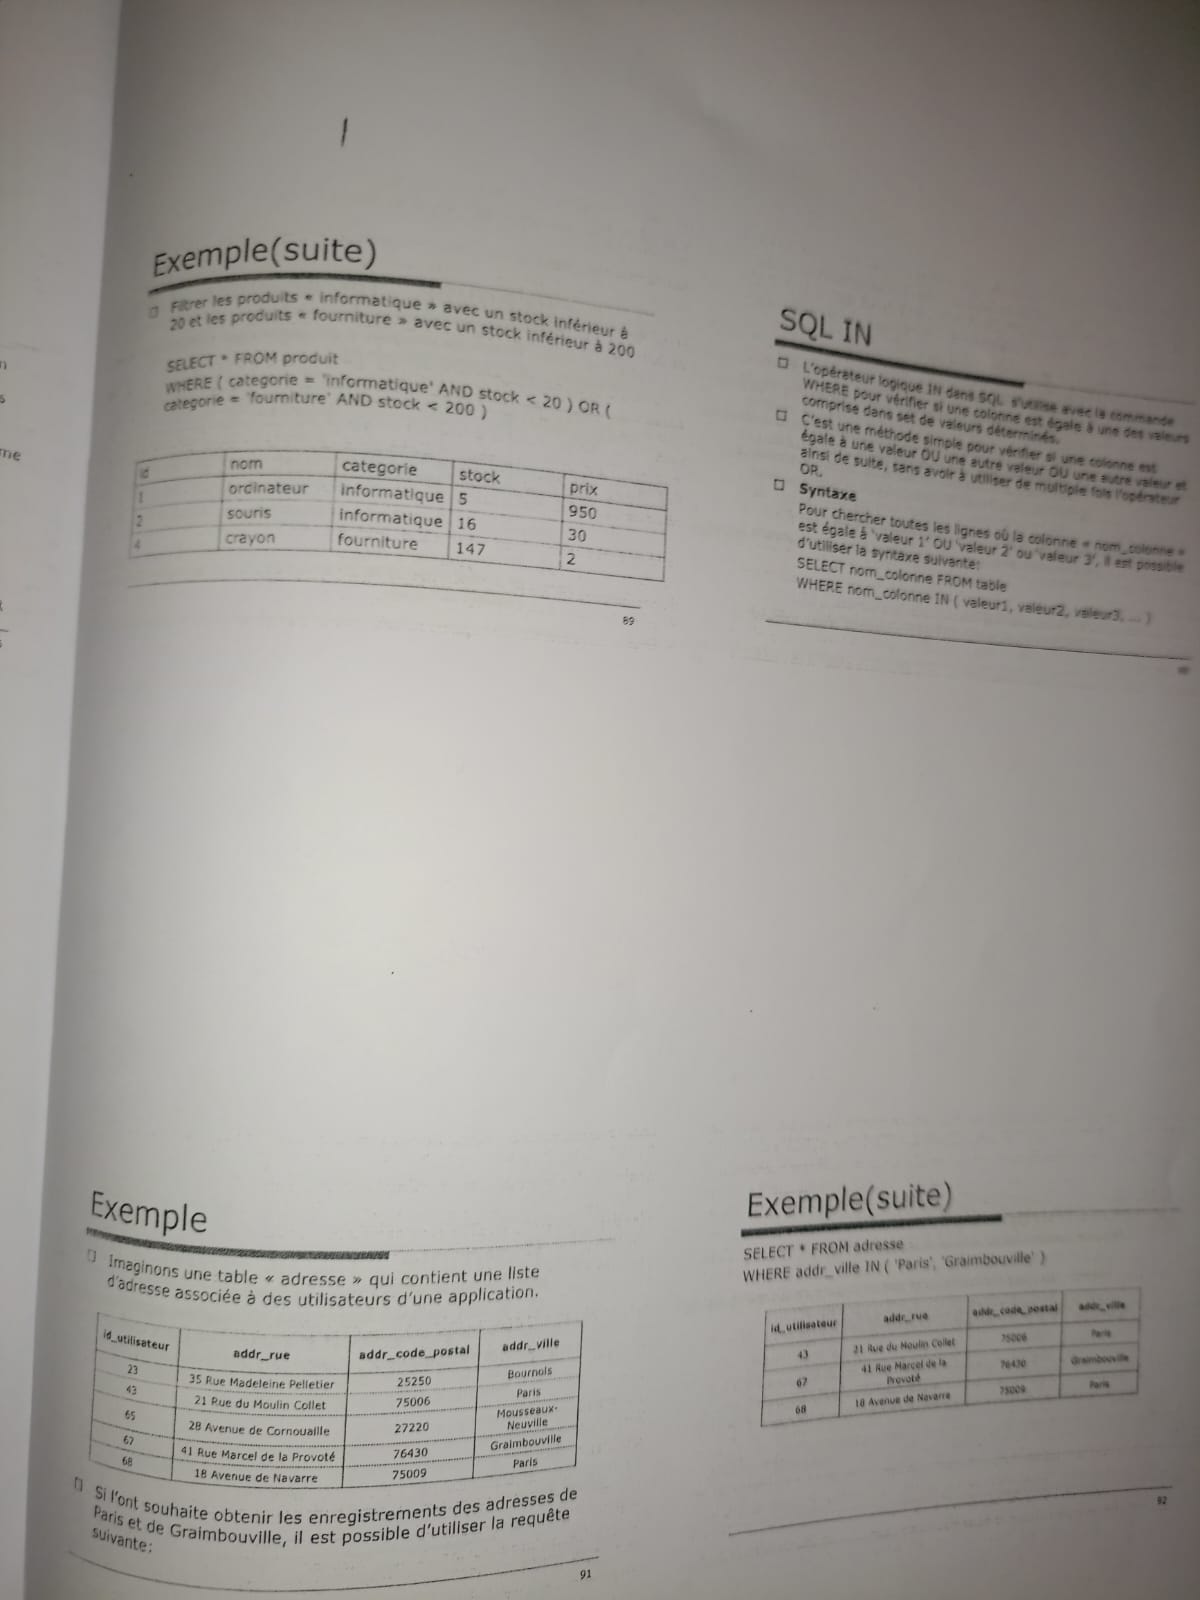 Exemple(suite)
Filtrer les produits « informatique » avec un stock inférieur à
20 et les produits « fourniture » avec un stock inférieur à 200
SELECT * FROM produit
WHERE ( categorie = 'informatique' AND stock < 20 ) OR (
categorie = 'fourniture' AND stock < 200 )
id nom categorie stock prix
1 ordinateur informatique 5 950
2 souris informatique 16 30
4 crayon fourniture 147 2
89
SQL IN
L'opérateur logique IN dans SQL s'utilise avec la commande
WHERE pour vérifier si une colonne est égale à une des valeurs
comprise dans set de valeurs déterminés.
C'est une méthode simple pour vérifier si une colonne est
égale à une valeur OU une autre valeur OU une autre valeur et
ainsi de suite, sans avoir à utiliser de multiple fois l'opérateur
OR.
Syntaxe
Pour chercher toutes les lignes où la colonne « nom_colonne »
est égale à 'valeur 1' OU 'valeur 2' ou 'valeur 3', il est possible
d'utiliser la syntaxe suivante:
SELECT nom_colonne FROM table
WHERE nom_colonne IN ( valeur1, valeur2, valeur3, ... )
Exemple
Imaginons une table « adresse » qui contient une liste
d'adresse associée à des utilisateurs d'une application.
id_utilisateur addr_rue addr_code_postal addr_ville
23 35 Rue Madeleine Pelletier 25250 Bournois
43 21 Rue du Moulin Collet 75006 Paris
65 28 Avenue de Cornouaille 27220 Mousseaux-
Neuville
67 41 Rue Marcel de la Provoté 76430 Graimbouville
68 18 Avenue de Navarre 75009 Paris
Si l'ont souhaite obtenir les enregistrements des adresses de
Paris et de Graimbouville, il est possible d'utiliser la requête
suivante:
91
Exemple(suite)
SELECT * FROM adresse
WHERE addr_ville IN ( 'Paris', 'Graimbouville' )
id_utilisateur addr_rue addr_code_postal addr_ville
43 21 Rue du Moulin Collet 75006 Paris
67 41 Rue Marcel de la
Provoté 76430 Graimbouville
68 18 Avenue de Navarre 75009 Paris
92